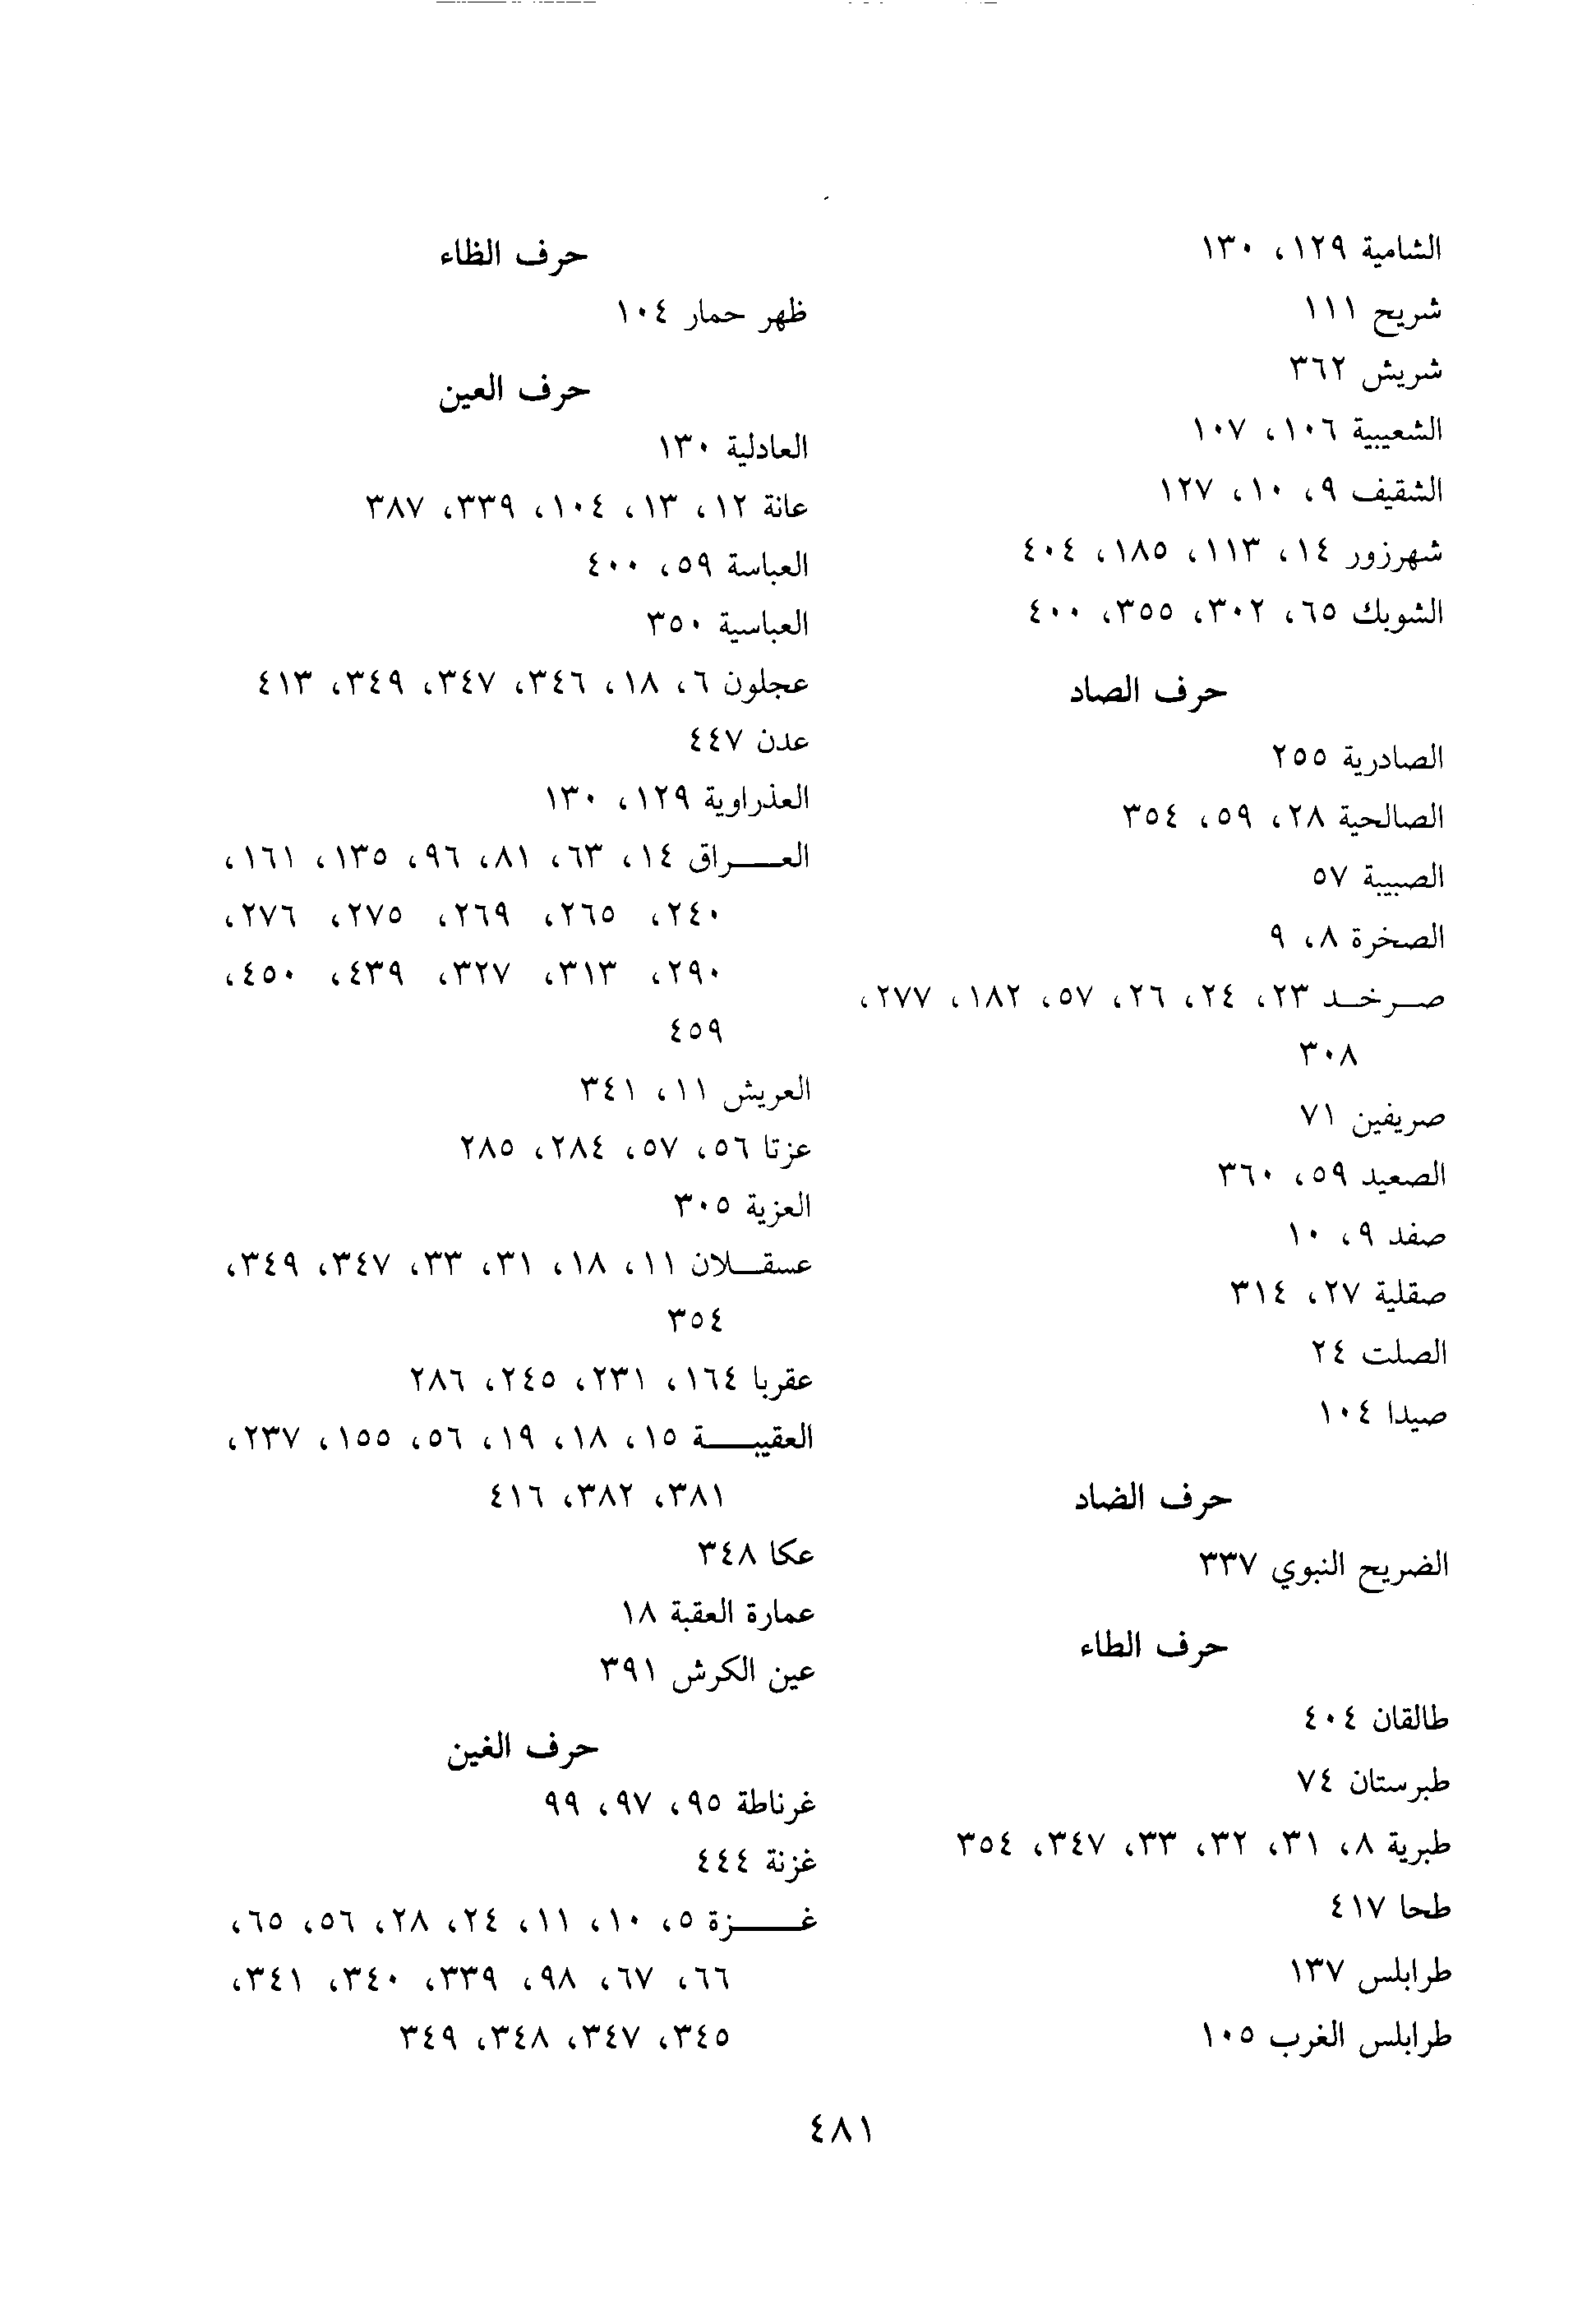 الشامية ١٢٩، ١٣٠
شريح ١١١
شريش ٣٦٢
الشعيبية ١٠٦، ١٠٧
الشقيف ٩، ١٠، ١٢٧
شهرزور ١٤، ١١٣، ١٨٥، ٤٠٤
الشوبك ٦٥، ٣٠٢، ٣٥٥، ٤٠٠
حرف الصاد
الصادرية ٢٥٥
الصالحية ٢٨، ٥٩، ٣٥٤
الصبيبة ٥٧
الصخرة ٨، ٩
صرخد ٢٣، ٢٤، ٢٦، ٥٧، ١٨٢، ٢٧٧،
٣٠٨
صريفين ٧١
الصعيد ٥٩، ٣٦٠
صفد ٩، ١٠
صقلية ٢٧، ٣١٤
الصلت ٢٤
صيدا ١٠٤
حرف الضاد
الضريح النبوي ٣٣٧
حرف الطاء
طالقان ٤٠٤
طبرستان ٧٤
طبرية ٨، ٣١، ٣٢، ٣٣، ٣٤٧، ٣٥٤
طحا ٤١٧
طرابلس ١٣٧
طرابلس الغرب ١٠٥
حرف الظاء
ظهر حمار ١٠٤
حرف العين
العادلية ١٣٠
عانة ١٢، ١٣، ١٠٤، ٣٣٩، ٣٨٧
العباسة ٥٩، ٤٠٠
العباسية ٣٥٠
عجلون ٦، ١٨، ٣٤٦، ٣٤٧، ٣٤٩، ٤١٣
عدن ٤٤٧
العذراوية ١٢٩، ١٣٠
العراق ١٤، ٦٣، ٨١، ٩٦، ١٣٥، ١٦١،
٢٤٠، ٢٦٥، ٢٦٩، ٢٧٥، ٢٧٦،
٢٩٠، ٣١٣، ٣٢٧، ٤٣٩، ٤٥٠،
٤٥٩
العريش ١١، ٣٤١
عزتا ٥٦، ٥٧، ٢٨٤، ٢٨٥
العزية ٣٠٥
عسقلان ١١، ١٨، ٣١، ٣٣، ٣٤٧، ٣٤٩،
٣٥٤
عقربا ١٦٤، ٢٣١، ٢٤٥، ٢٨٦
العقيبة ١٥، ١٨، ١٩، ٥٦، ١٥٥، ٢٣٧،
٣٨١، ٣٨٢، ٤١٦
عكا ٣٤٨
عمارة العقبة ١٨
عين الكرش ٣٩١
حرف الغين
غرناطة ٩٥، ٩٧، ٩٩
غزنة ٤٤٤
غزة ٥، ١٠، ١١، ٢٤، ٢٨، ٥٦، ٦٥،
٦٦، ٦٧، ٩٨، ٣٣٩، ٣٤٠، ٣٤١،
٣٤٥، ٣٤٧، ٣٤٨، ٣٤٩
٤٨١